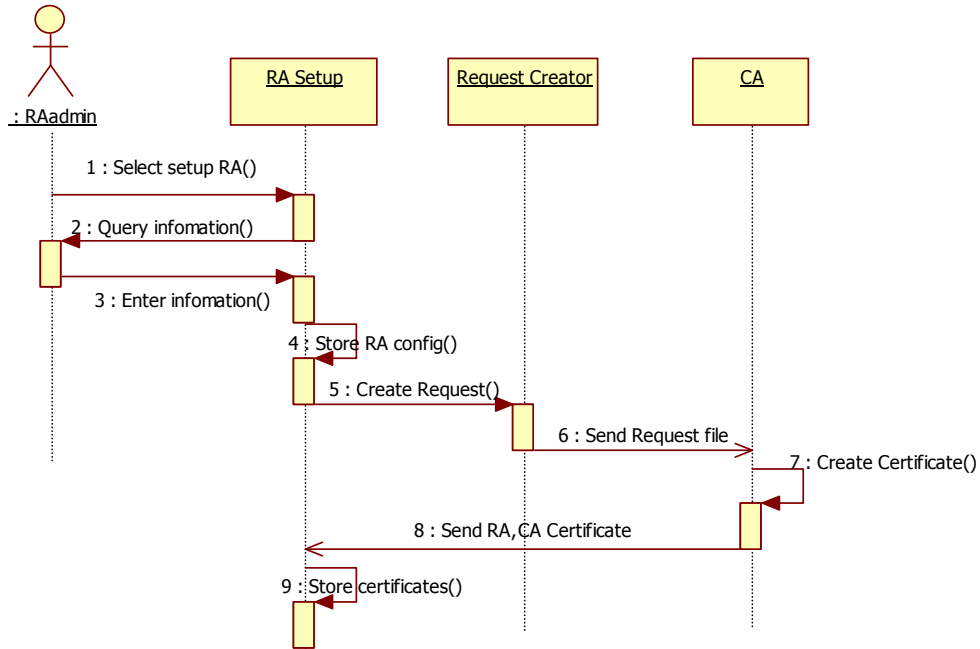 : RAadmin
RA Setup
Request Creator
CA
1 : Select setup RA()
2 : Query infomation()
3 : Enter infomation()
4 : Store RA config()
5 : Create Request()
6 : Send Request file
7 : Create Certificate()
8 : Send RA,CA Certificate
9 : Store certificates()